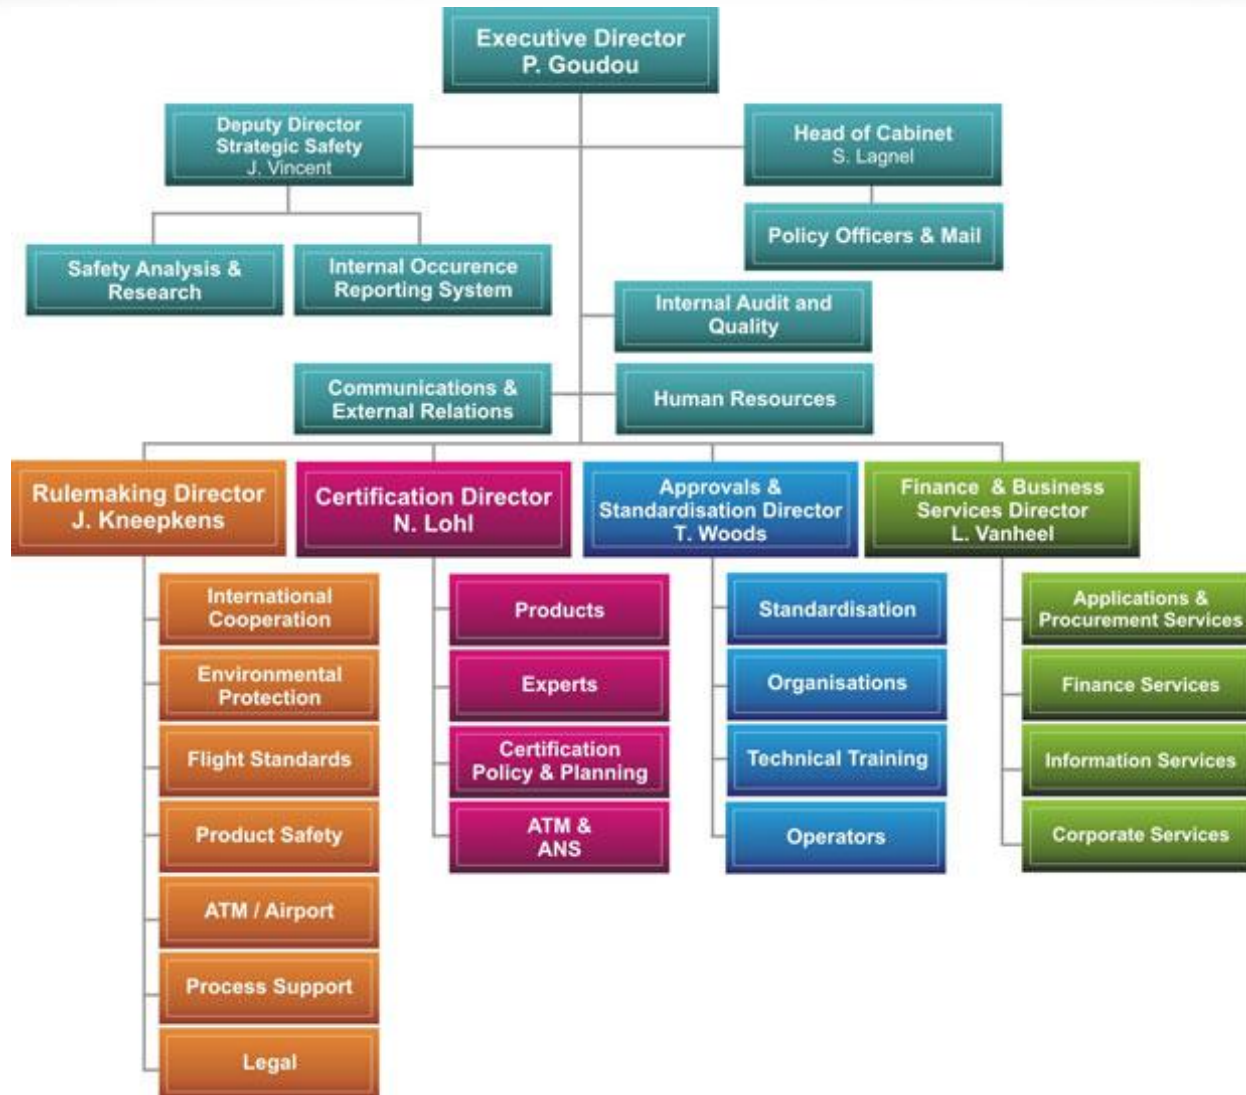 Executive Director
P. Goudou
Deputy Director
Strategic Safety
J. Vincent
Head of Cabinet
S. Lagnel
Policy Officers & Mail
Safety Analysis &
Research
Internal Occurence
Reporting System
Internal Audit and
Quality
Communications &
External Relations
Human Resources
Rulemaking Director
J. Kneepkens
Certification Director
N. Lohl
Approvals &
Standardisation Director
T. Woods
Finance & Business
Services Director
L. Vanheel
International
Cooperation
Environmental
Protection
Flight Standards
Product Safety
ATM / Airport
Process Support
Legal
Products
Experts
Certification
Policy & Planning
ATM &
ANS
Standardisation
Organisations
Technical Training
Operators
Applications &
Procurement Services
Finance Services
Information Services
Corporate Services